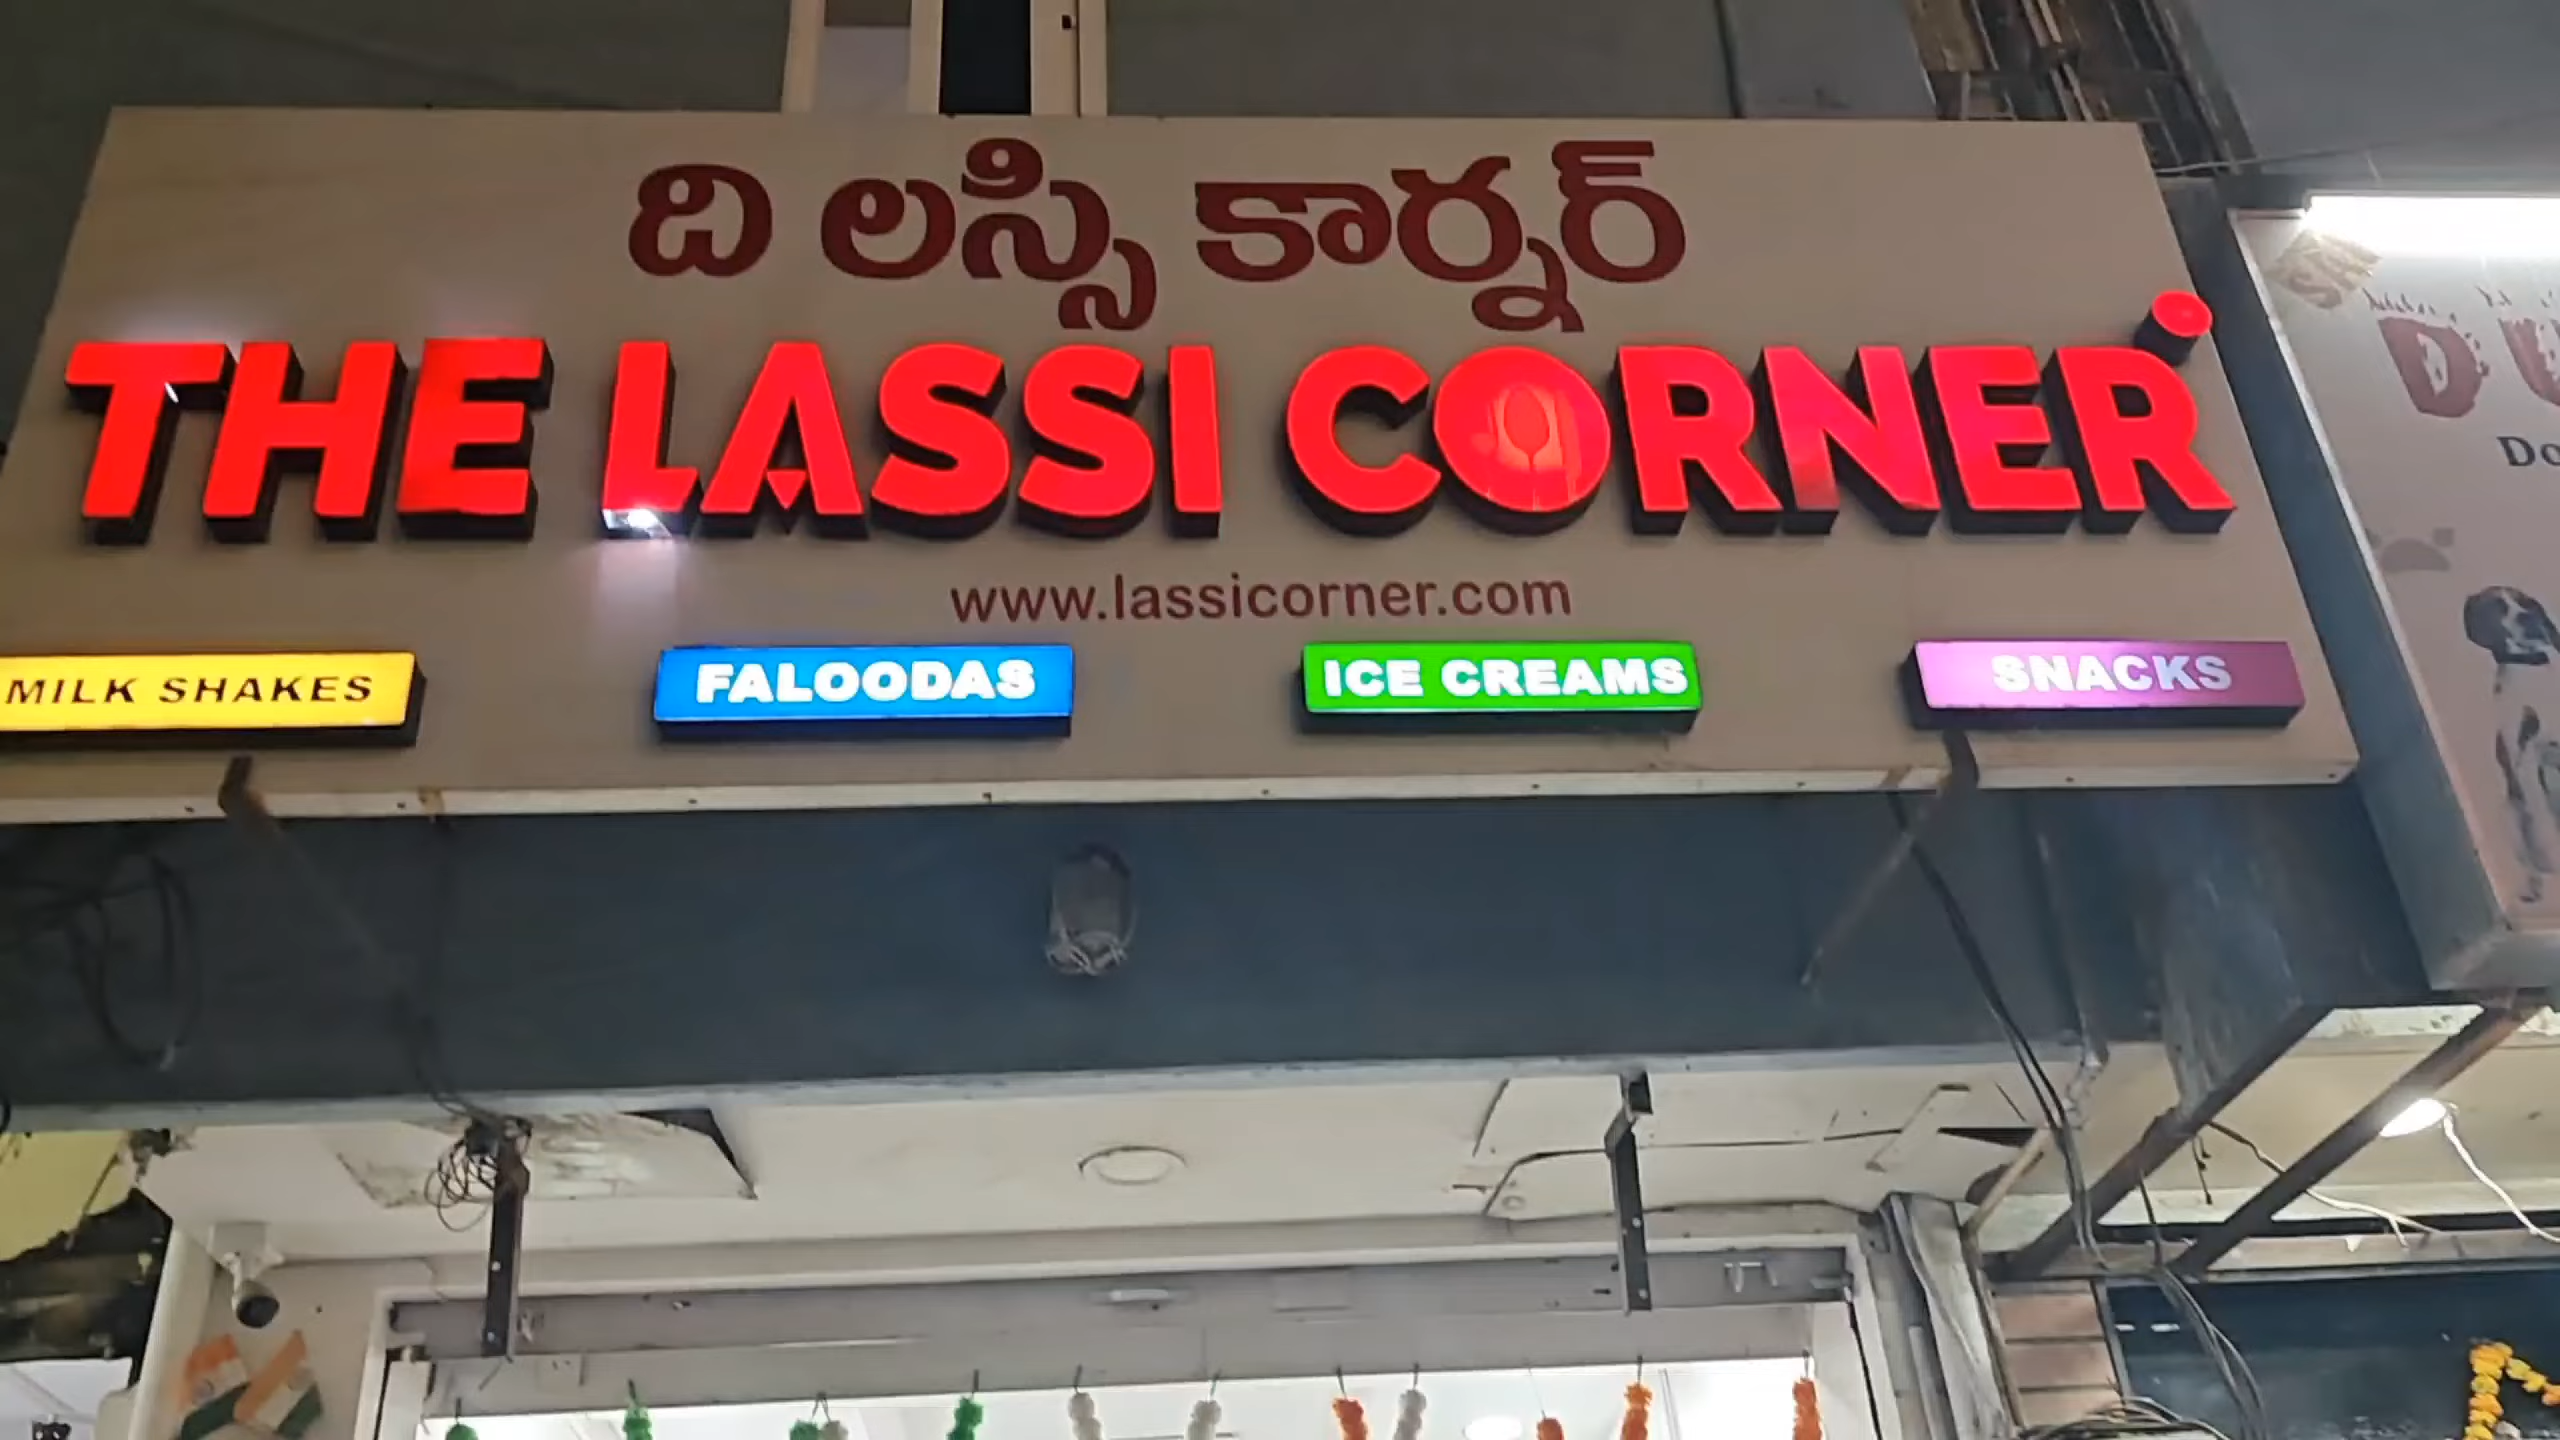 ది లస్సి కార్నర్
THE LASSI CORNER
www.lassicorner.com
MILK SHAKES
FALOODAS
ICE CREAMS
SNACKS